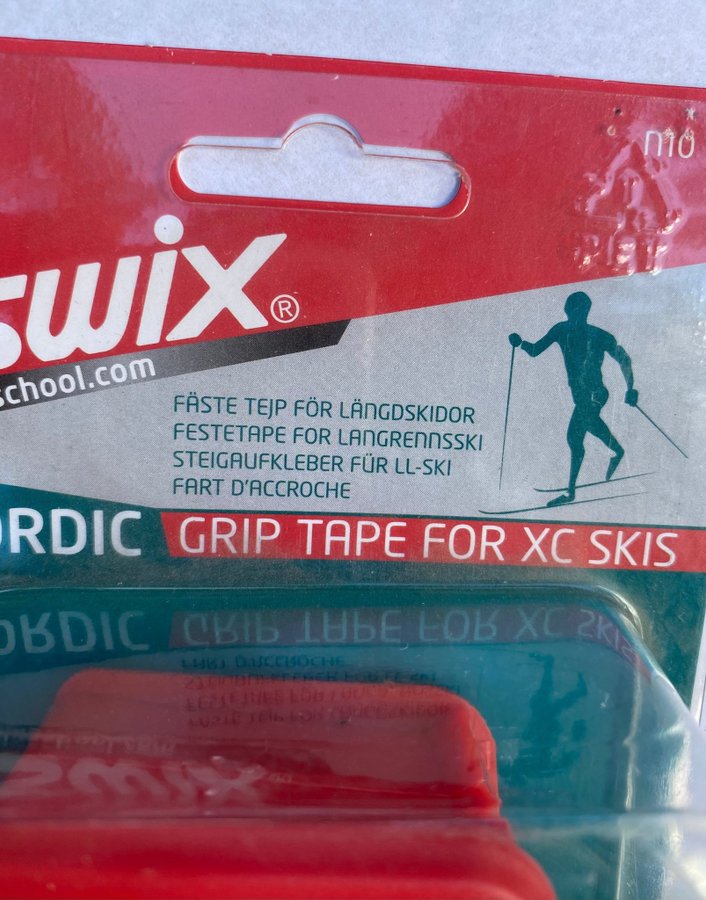 n10
swix®
school.com
FÄSTE TEJP FÖR LÄNGDSKIDOR
FESTETAPE FOR LANGRENNSSKI
STEIGAUFKLEBER FÜR LL-SKI
FART D'ACCROCHE
ORDIC GRIP TAPE FOR XC SKIS